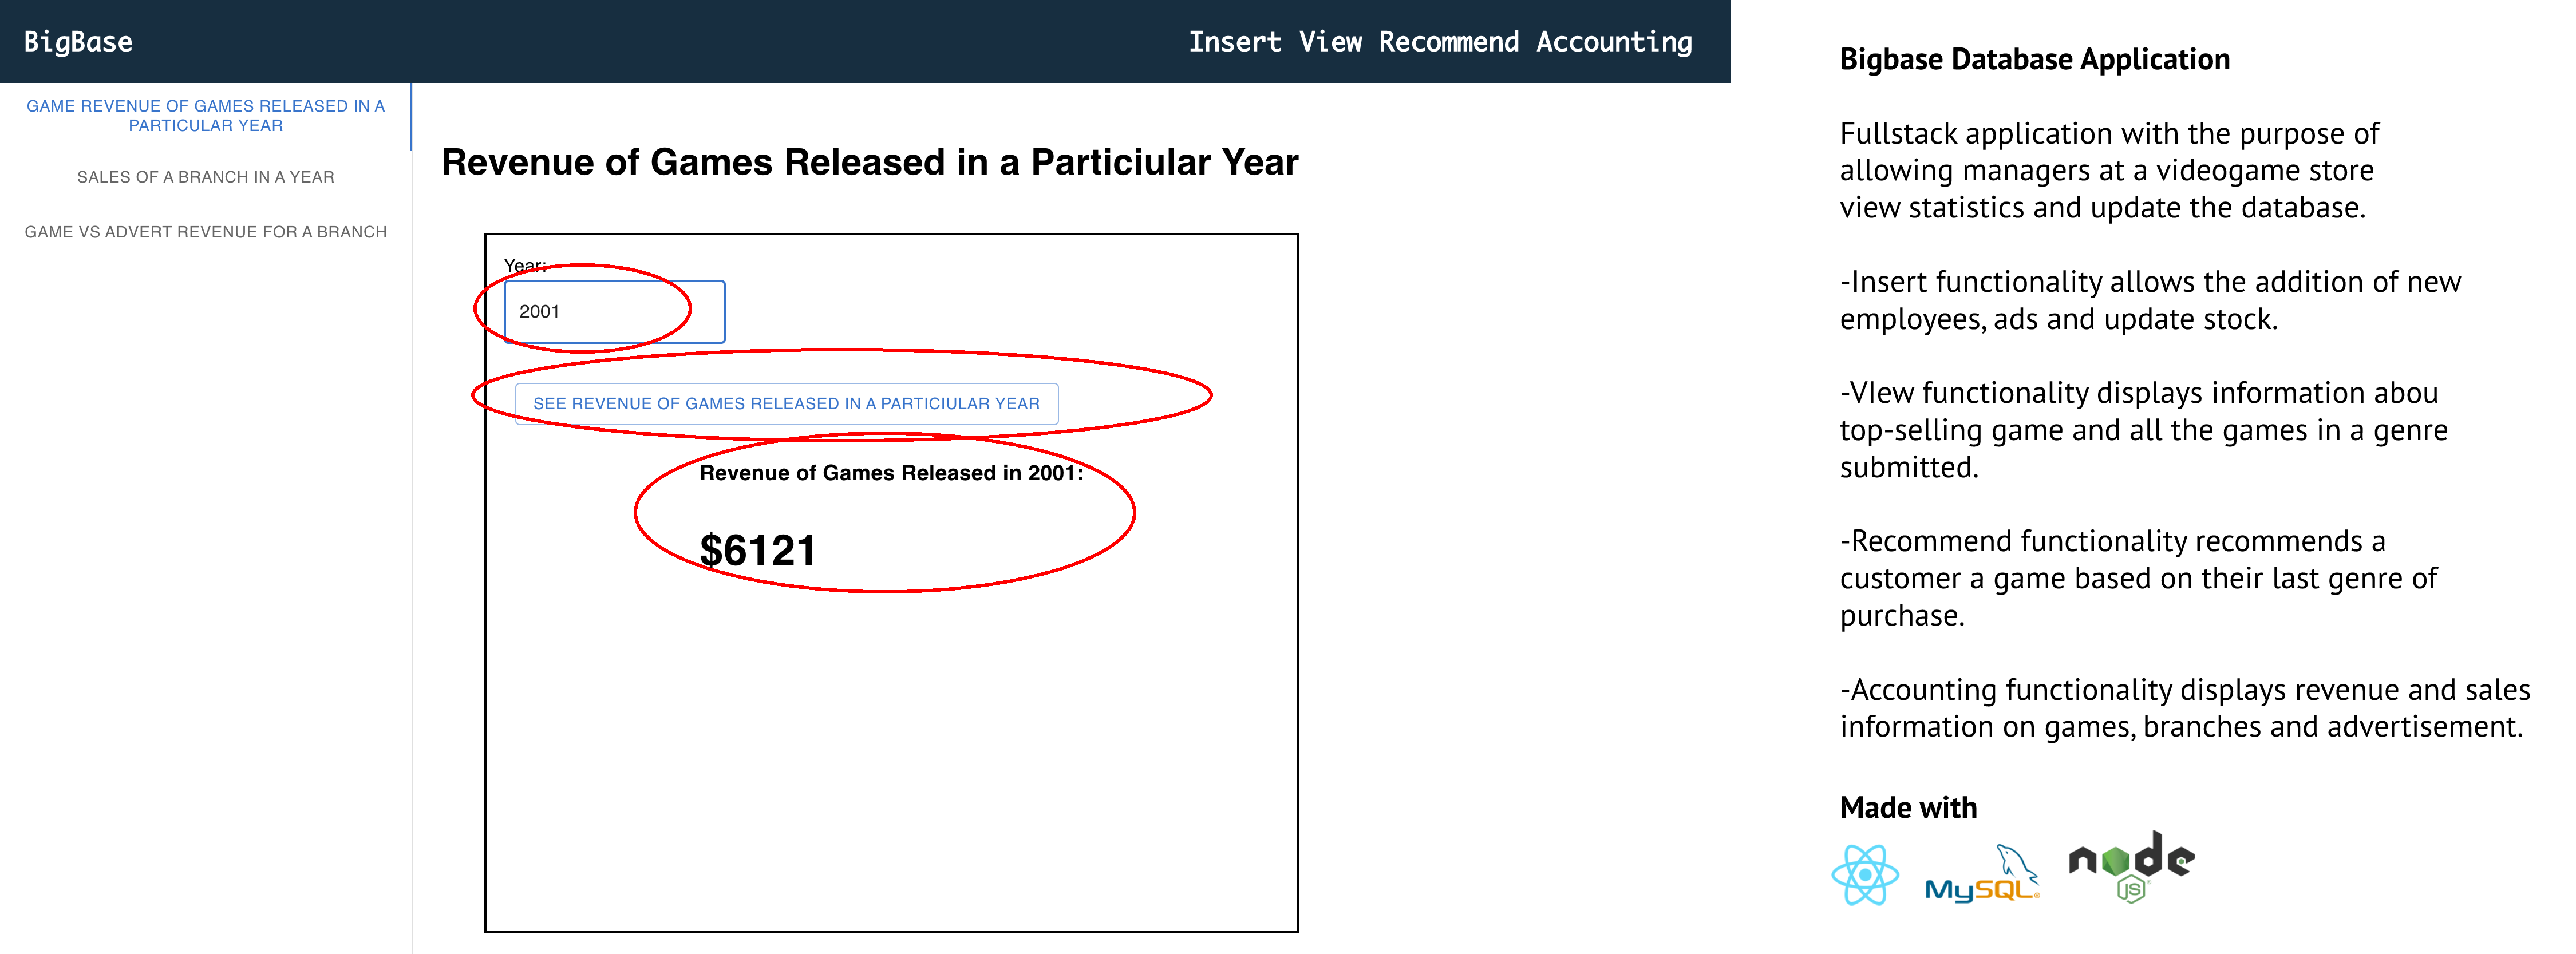 BigBase
Insert View Recommend Accounting
GAME REVENUE OF GAMES RELEASED IN A
PARTICULAR YEAR
SALES OF A BRANCH IN A YEAR
GAME VS ADVERT REVENUE FOR A BRANCH
Revenue of Games Released in a Particiular Year
Year:
2001
SEE REVENUE OF GAMES RELEASED IN A PARTICIULAR YEAR
Revenue of Games Released in 2001:
$6121
Bigbase Database Application
Fullstack application with the purpose of
allowing managers at a videogame store
view statistics and update the database.
-Insert functionality allows the addition of new
employees, ads and update stock.
-VIew functionality displays information abou
top-selling game and all the games in a genre
submitted.
-Recommend functionality recommends a
customer a game based on their last genre of
purchase.
-Accounting functionality displays revenue and sales
information on games, branches and advertisement.
Made with
MySQL®
node
JS®